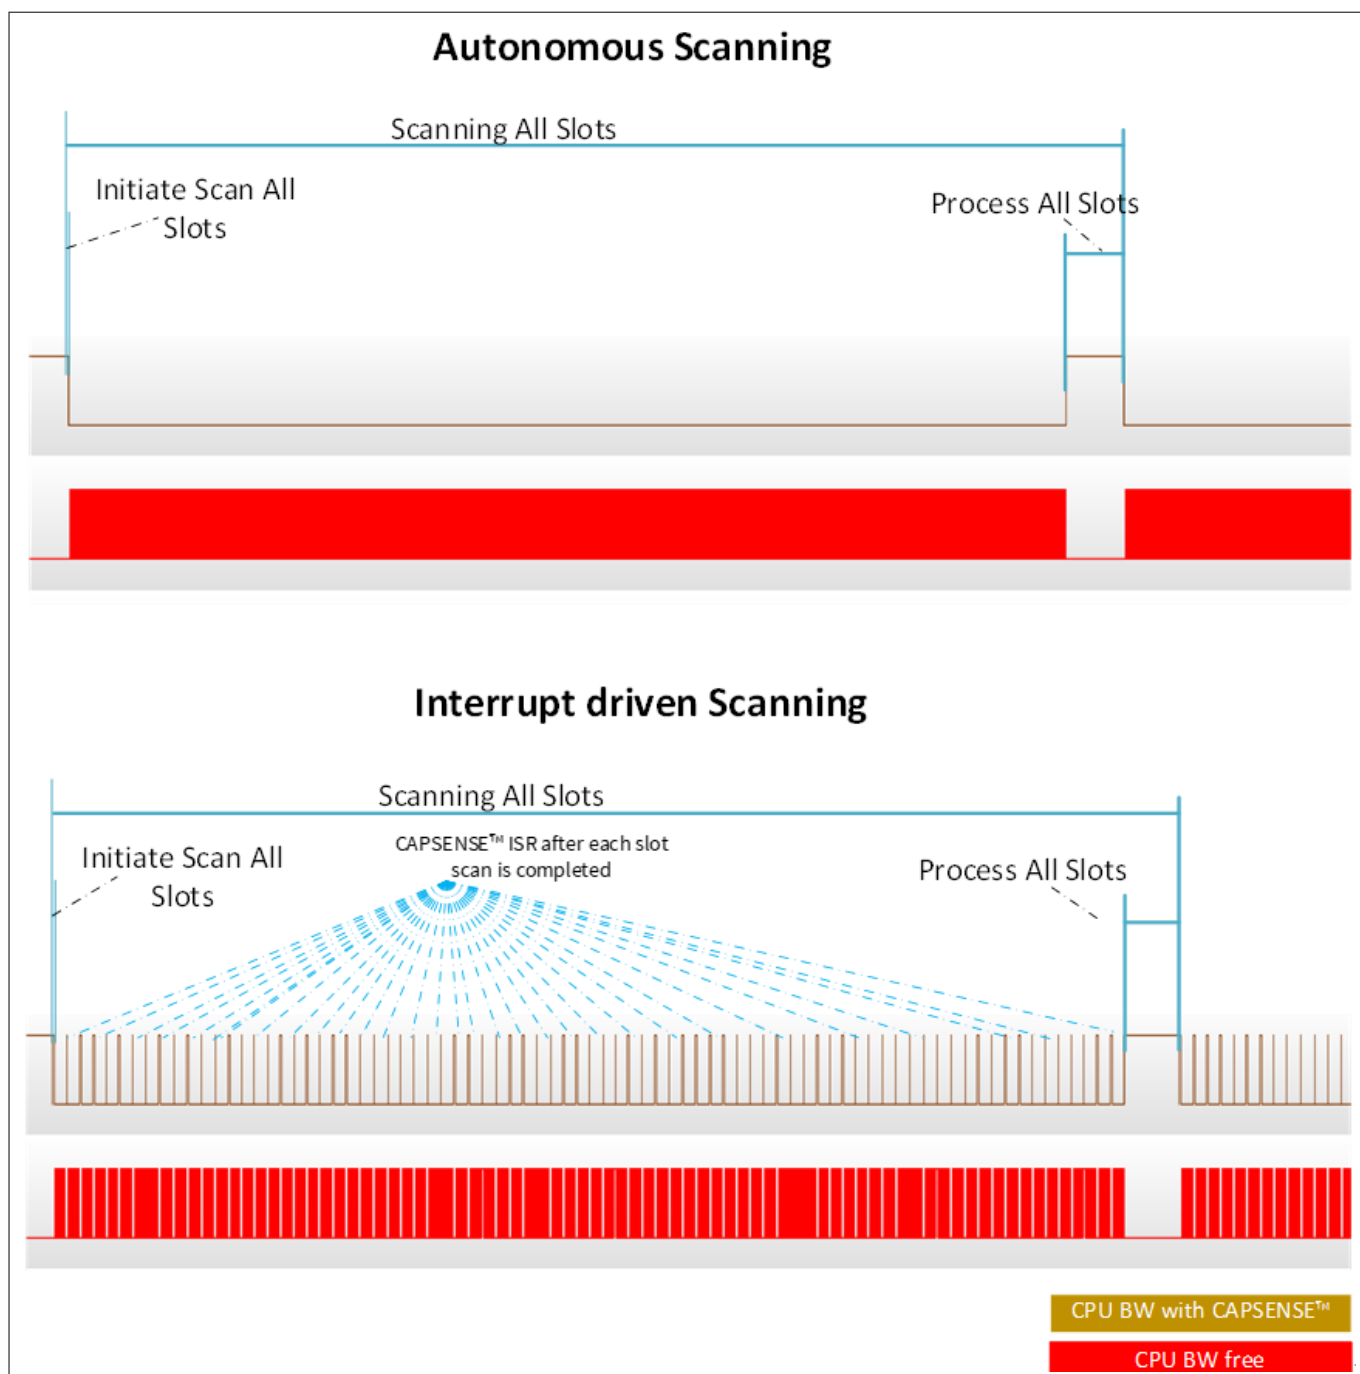 Autonomous Scanning
Scanning All Slots
Initiate Scan All
Slots
Process All Slots
Interrupt driven Scanning
Scanning All Slots
CAPSENSE™ ISR after each slot
scan is completed
Initiate Scan All
Slots
Process All Slots
CPU BW with CAPSENSE™
CPU BW free